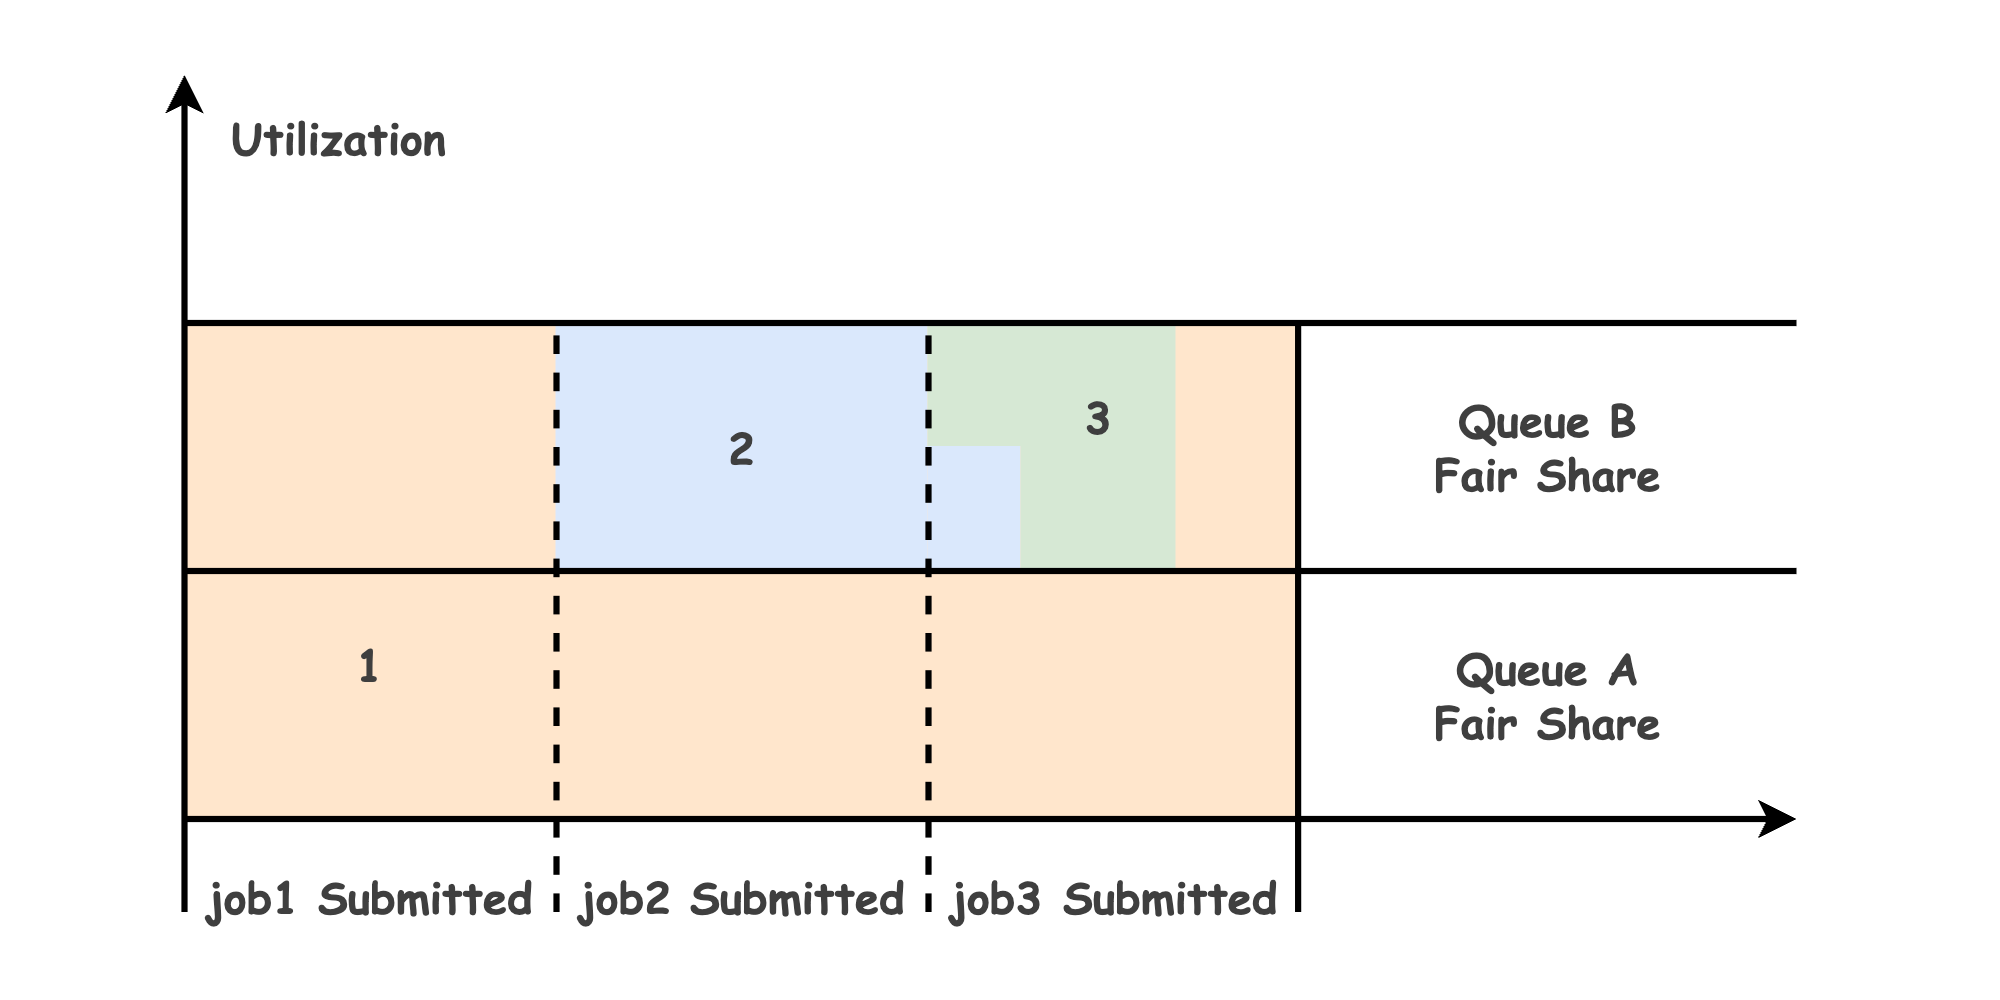 Utilization
3
2
Queue B
Fair Share
1
Queue A
Fair Share
job1 Submitted
job2 Submitted
job3 Submitted